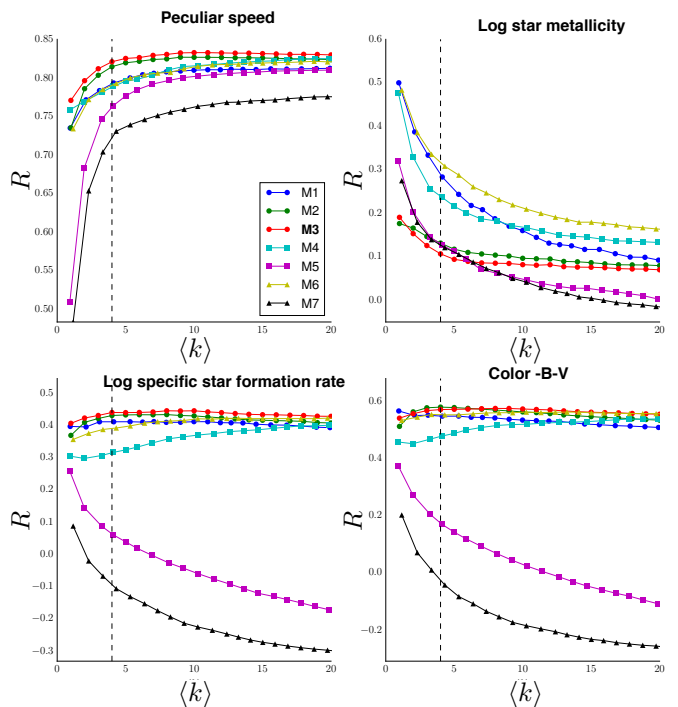 Peculiar speed
0.85
0.80
0.75
0.70
0.65
0.60
0.55
0.50
R
0 5 10 15 20
⟨k⟩
M1
M2
M3
M4
M5
M6
M7
Log star metallicity
0.6
0.5
0.4
0.3
0.2
0.1
0.0
R
0 5 10 15 20
⟨k⟩
Log specific star formation rate
0.5
0.4
0.3
0.2
0.1
0.0
−0.1
−0.2
−0.3
R
0 5 10 15 20
⟨k⟩
Color -B-V
0.6
0.4
0.2
0.0
−0.2
R
0 5 10 15 20
⟨k⟩